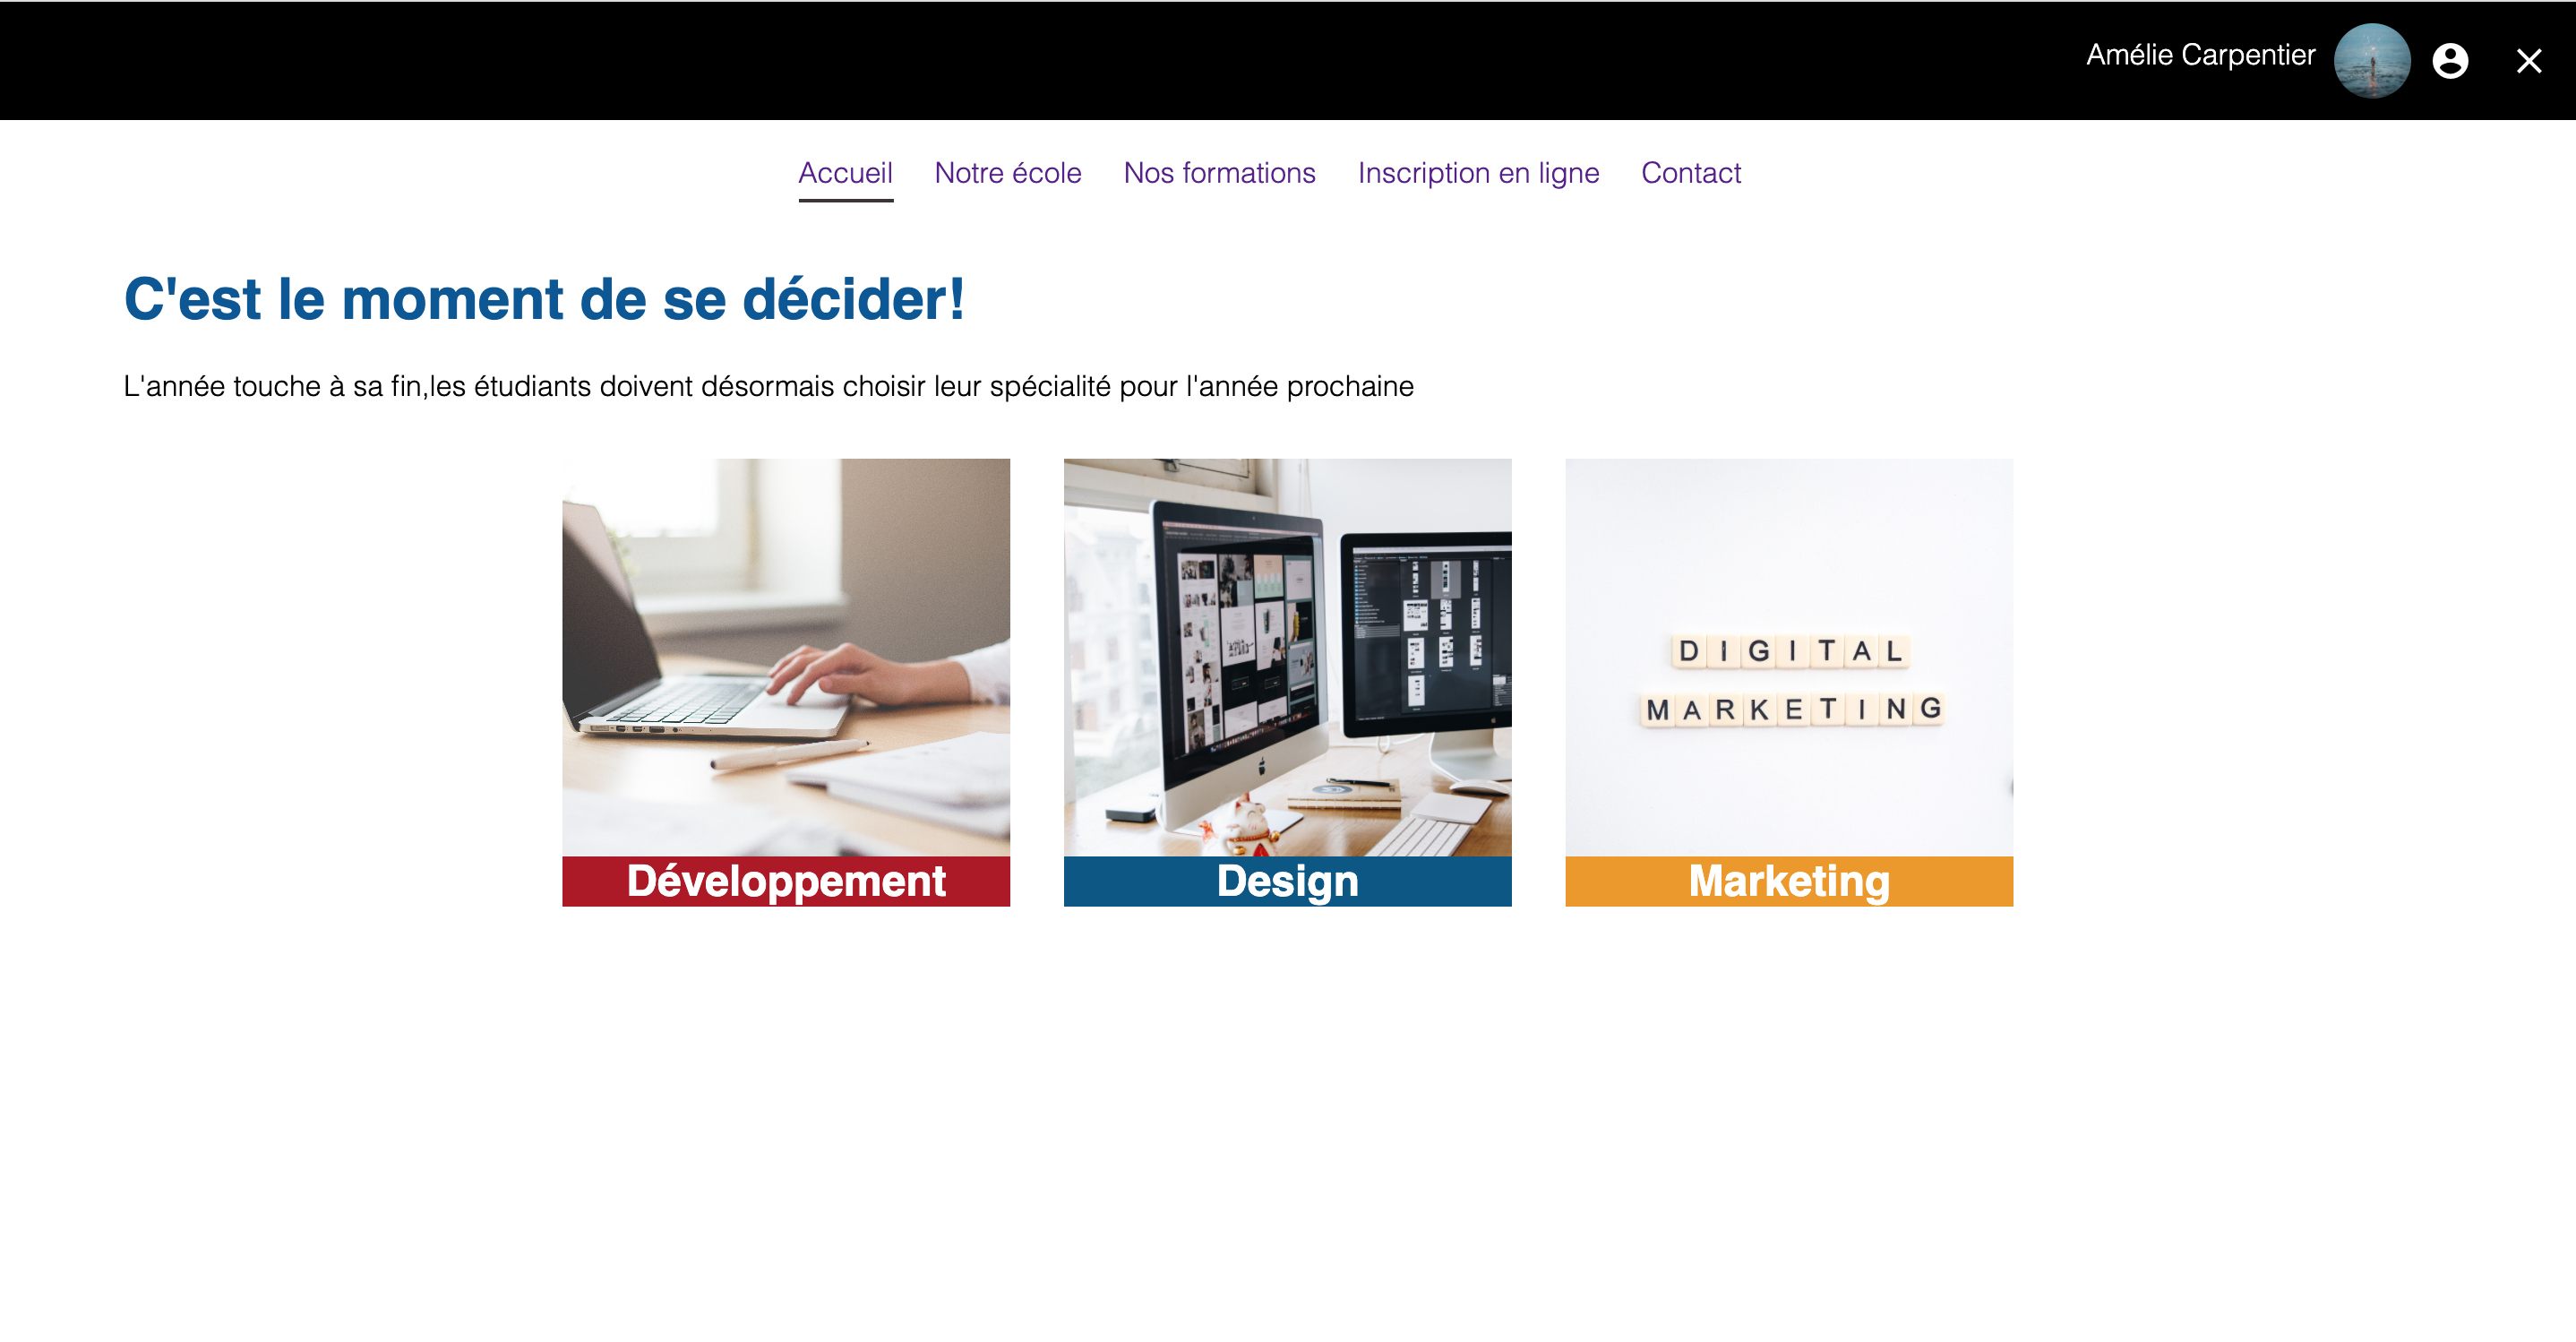 Amélie Carpentier
Accueil Notre école Nos formations Inscription en ligne Contact
C'est le moment de se décider!
L'année touche à sa fin,les étudiants doivent désormais choisir leur spécialité pour l'année prochaine
DIGITAL
MARKETING
Développement Design Marketing